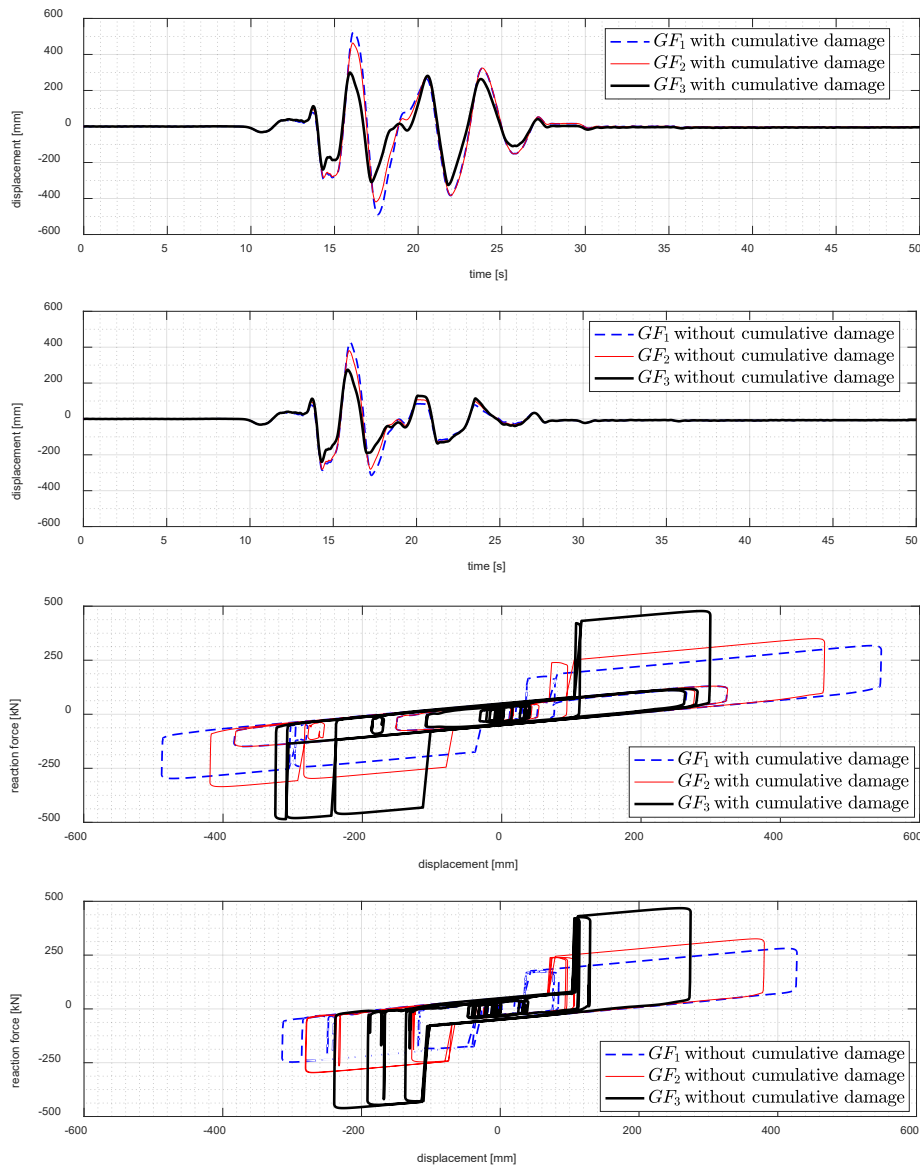 600
400
200
0
-200
-400
-600
displacement [mm]
GF1 with cumulative damage
GF2 with cumulative damage
GF3 with cumulative damage
0 5 10 15 20 25 30 35 40 45 50
time [s]
600
400
200
0
-200
-400
-600
displacement [mm]
GF1 without cumulative damage
GF2 without cumulative damage
GF3 without cumulative damage
0 5 10 15 20 25 30 35 40 45 50
time [s]
500
250
0
-250
-500
reaction force [kN]
GF1 with cumulative damage
GF2 with cumulative damage
GF3 with cumulative damage
-600 -400 -200 0 200 400 600
displacement [mm]
500
250
0
-250
-500
reaction force [kN]
GF1 without cumulative damage
GF2 without cumulative damage
GF3 without cumulative damage
-600 -400 -200 0 200 400 600
displacement [mm]